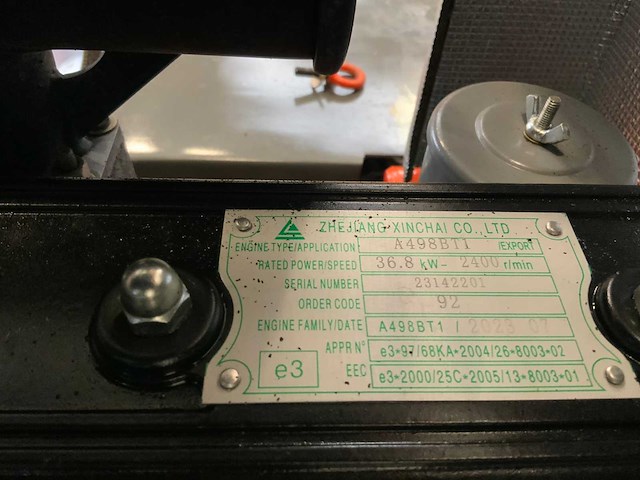 ZHEJIANG XINCHAI CO.,LTD
ENGINE TYPE/APPLICATION A498BT1 /EXPORT
RATED POWER/SPEED 36.8 kW- 2400 r/min
SERIAL NUMBER 23142201
ORDER CODE 92
ENGINE FAMILY/DATE A498BT1 / 2023 07
APPR N° e3*97/68KA*2004/26*8003*02
e3 EEC e3*2000/25C*2005/13*8003*01